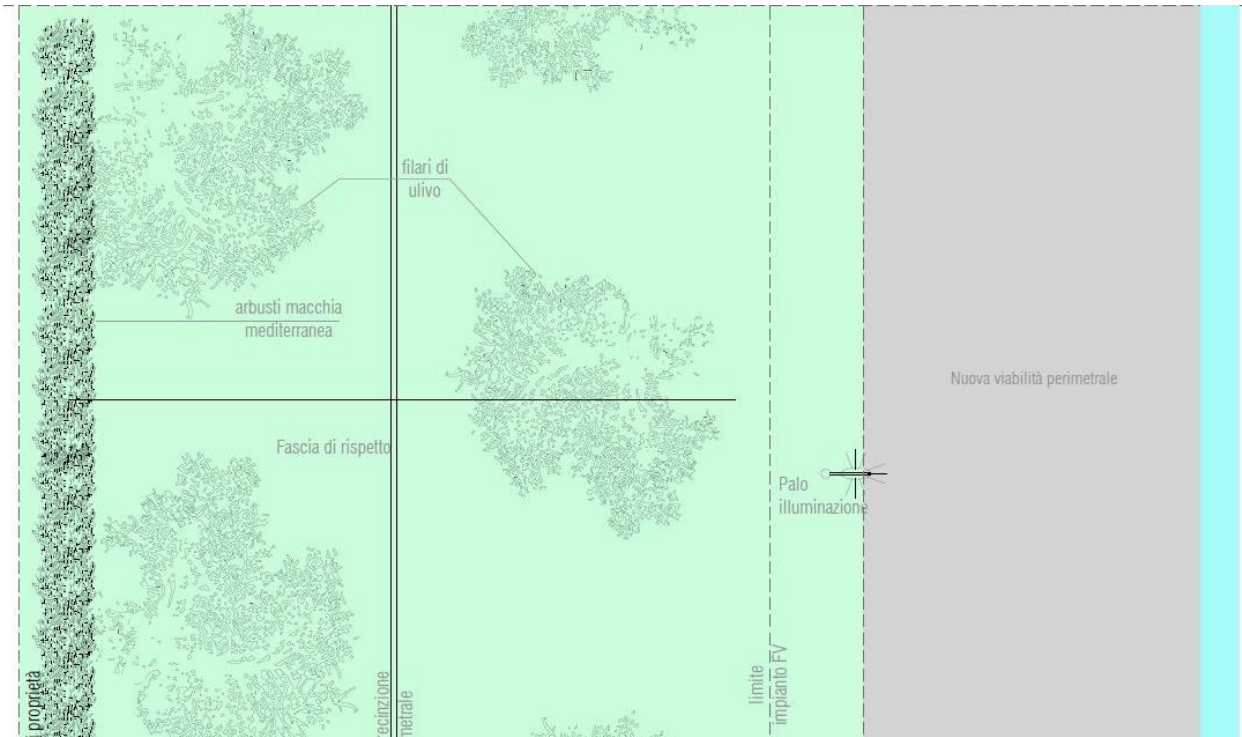 filari di
ulivo
arbusti macchia
mediterranea
Nuova viabilità perimetrale
Fascia di rispetto
Palo
illuminazione
proprietà
ecinzione
metrale
limite
impianto FV